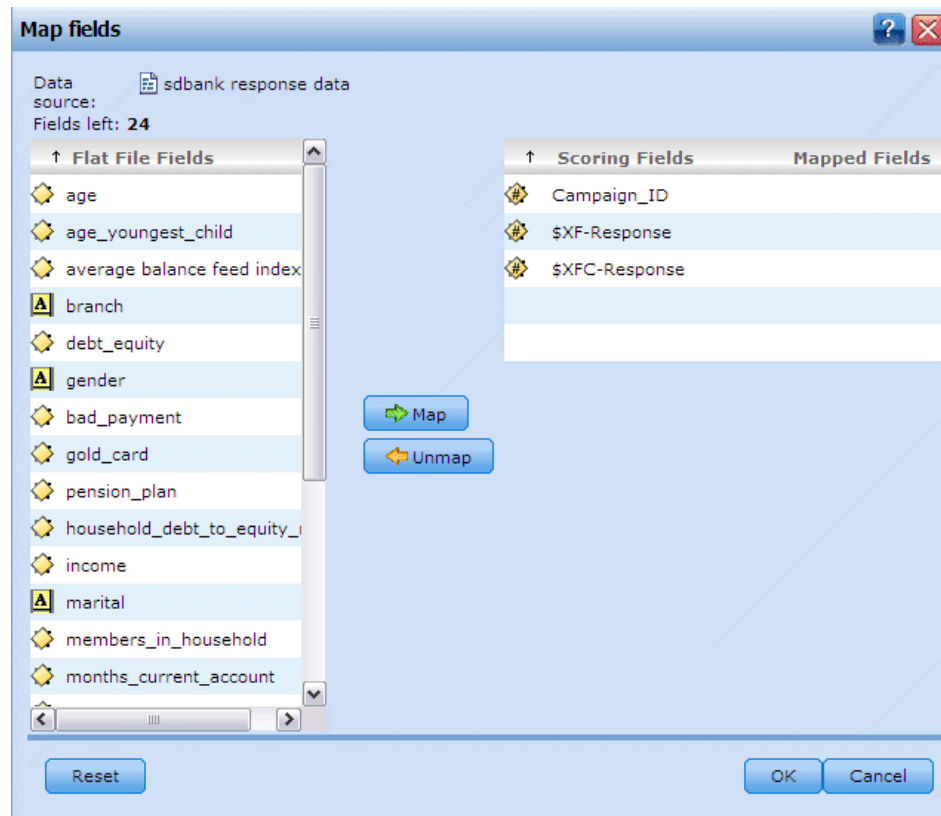 Map fields
?
Data source:
sdbank response data
Fields left: 24
↑ Flat File Fields
age
age_youngest_child
average balance feed index
A branch
debt_equity
A gender
bad_payment
gold_card
pension_plan
household_debt_to_equity_
income
A marital
members_in_household
months_current_account
↑ Scoring Fields Mapped Fields
# Campaign_ID
# $XF-Response
# $XFC-Response
Map
Unmap
Reset
OK
Cancel